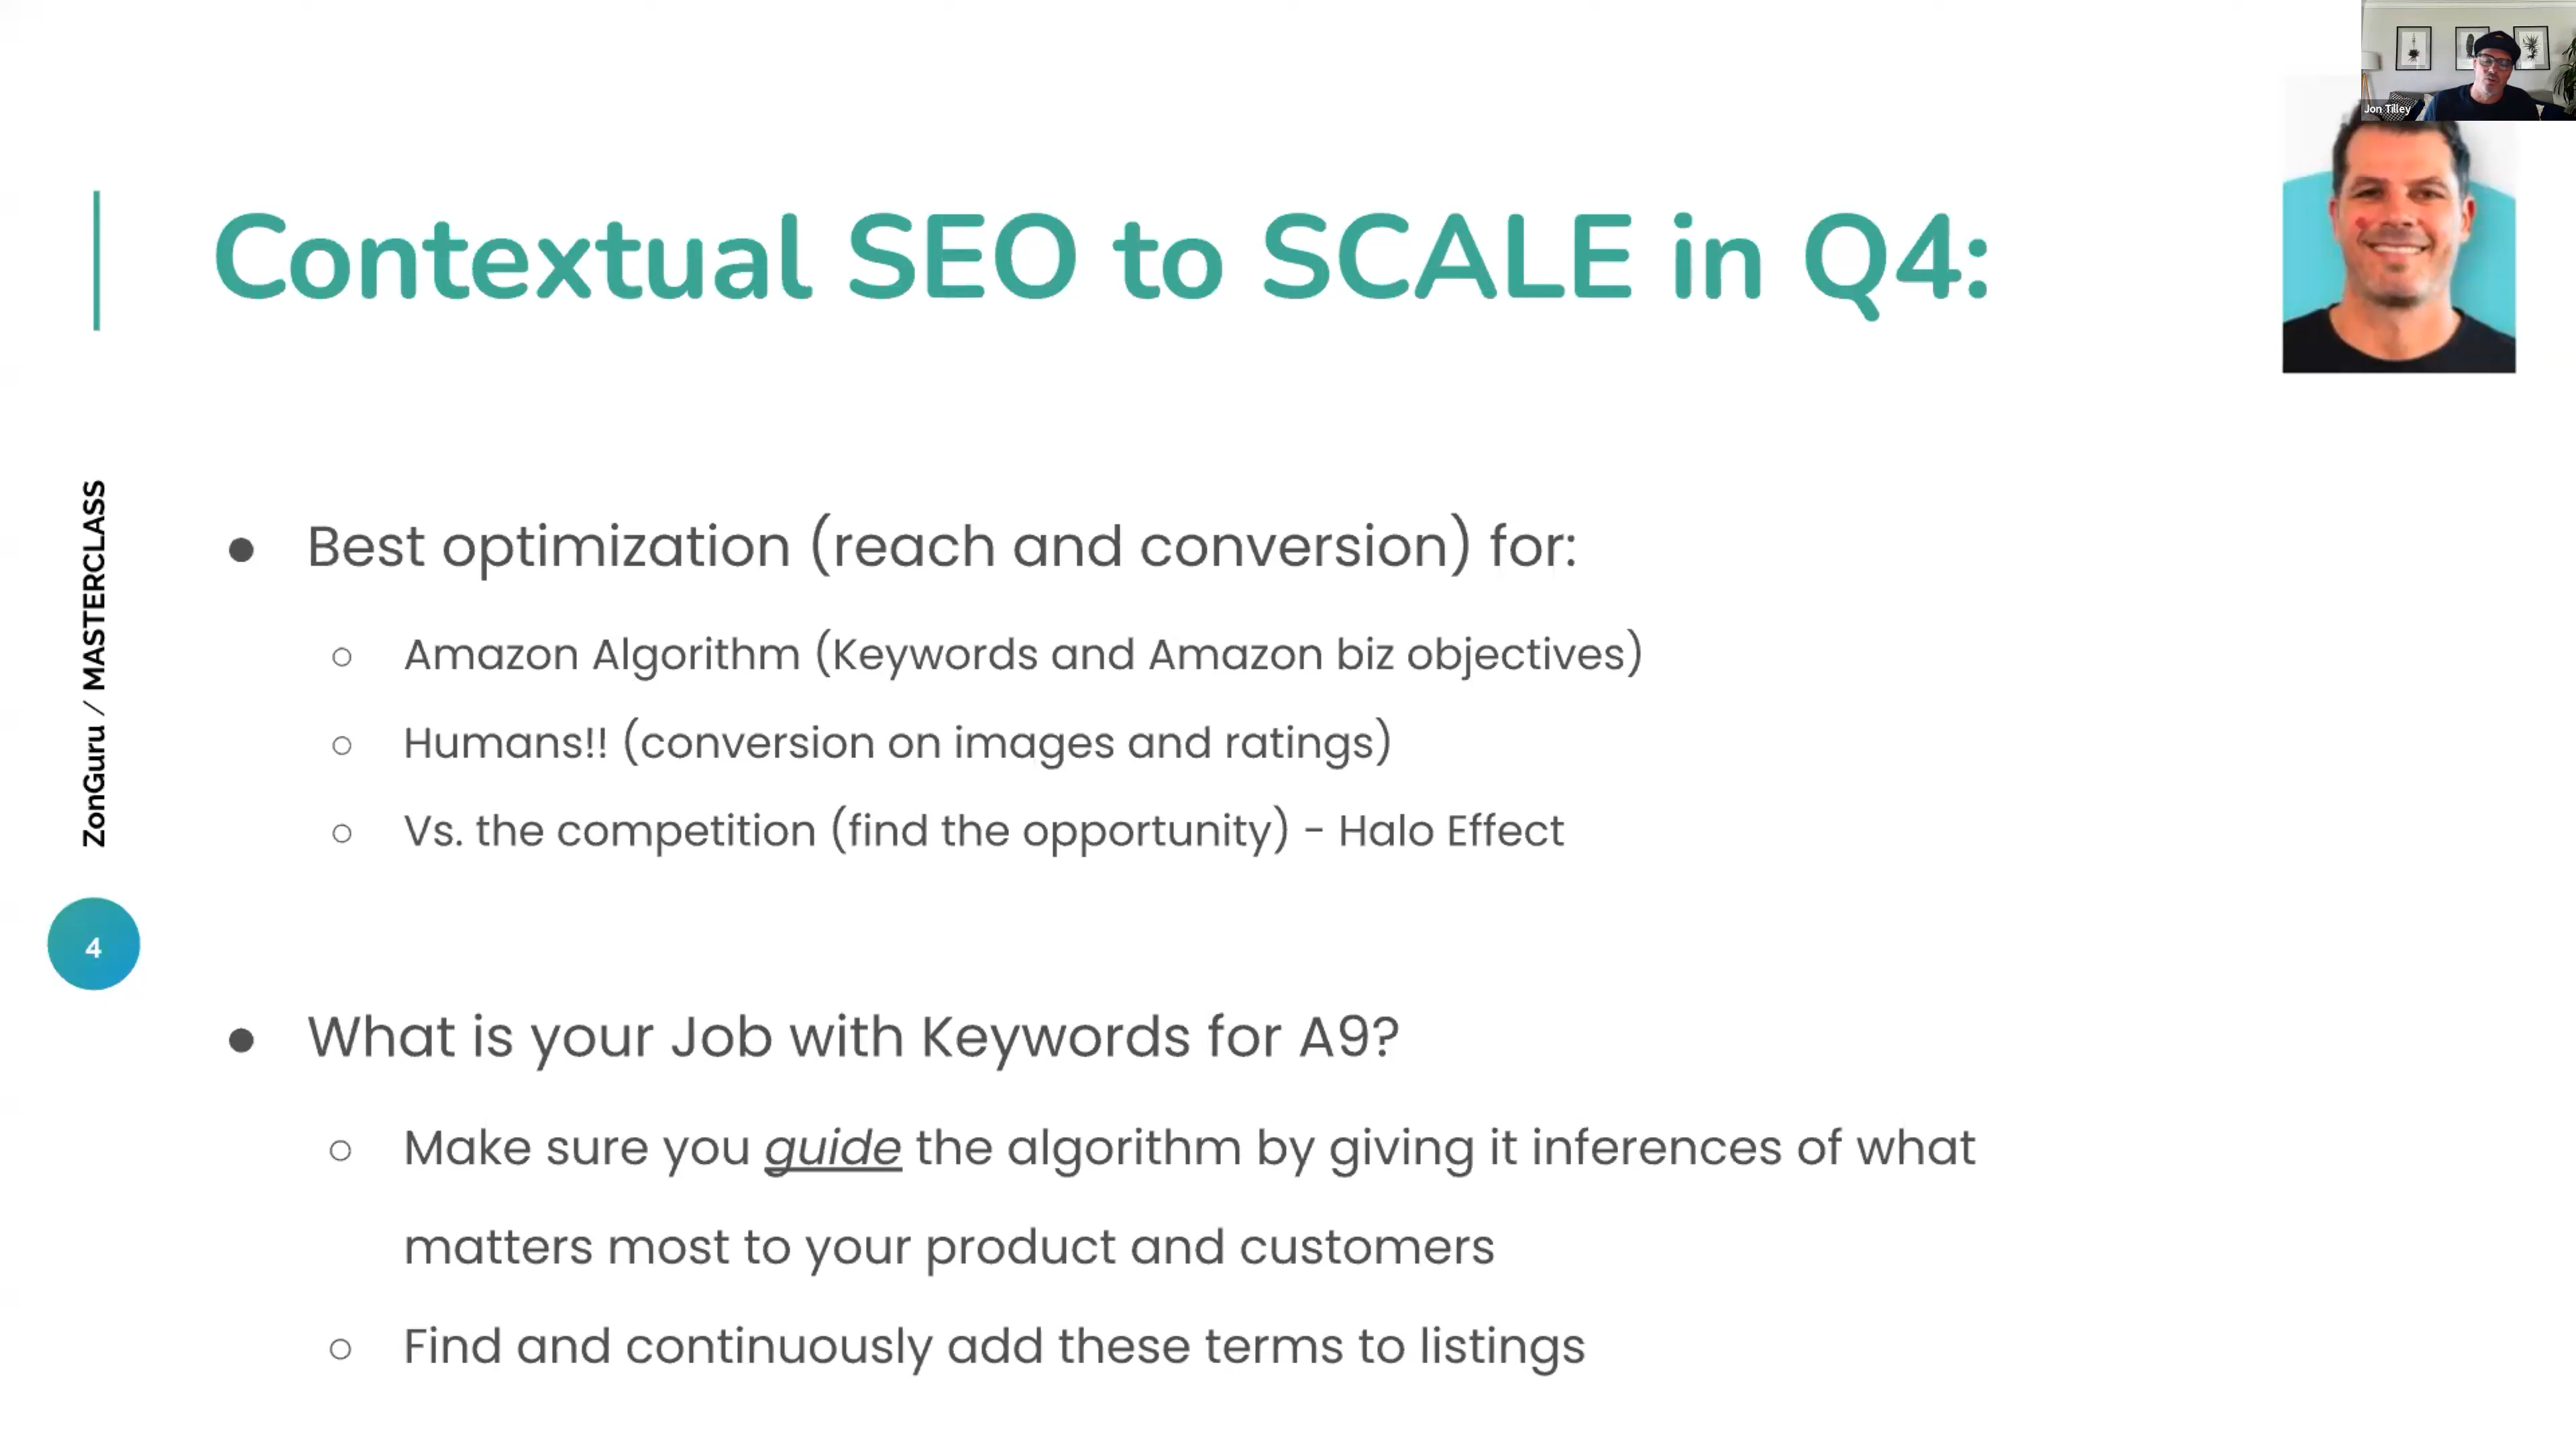 Jon Tilley
Contextual SEO to SCALE in Q4:
ZonGuru / MASTERCLASS
4
● Best optimization (reach and conversion) for:
○ Amazon Algorithm (Keywords and Amazon biz objectives)
○ Humans!! (conversion on images and ratings)
○ Vs. the competition (find the opportunity) - Halo Effect
● What is your Job with Keywords for A9?
○ Make sure you guide the algorithm by giving it inferences of what
matters most to your product and customers
○ Find and continuously add these terms to listings